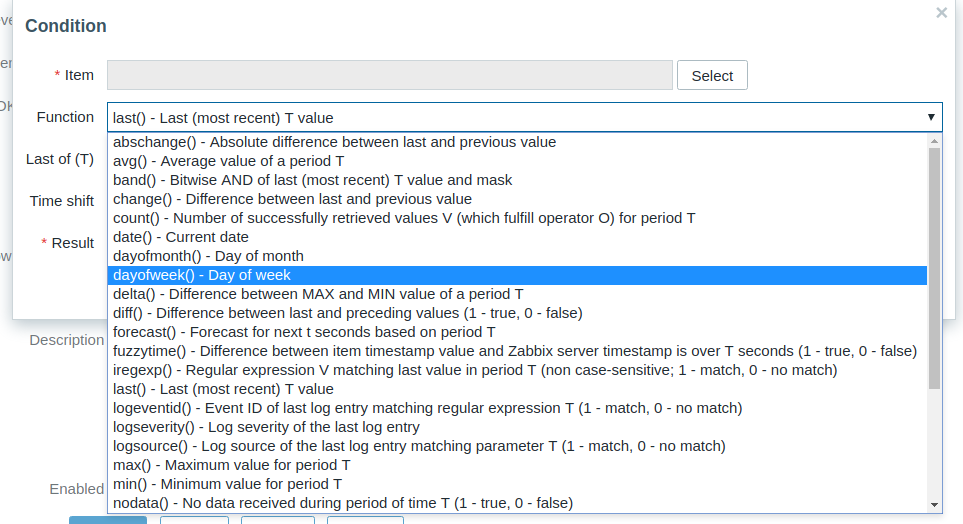 Condition
* Item
Select
Function
last() - Last (most recent) T value
abschange() - Absolute difference between last and previous value
avg() - Average value of a period T
Last of (T)
band() - Bitwise AND of last (most recent) T value and mask
change() - Difference between last and previous value
Time shift
count() - Number of successfully retrieved values V (which fulfill operator O) for period T
date() - Current date
* Result
dayofmonth() - Day of month
dayofweek() - Day of week
delta() - Difference between MAX and MIN value of a period T
diff() - Difference between last and preceding values (1 - true, 0 - false)
forecast() - Forecast for next t seconds based on period T
Description
fuzzytime() - Difference between item timestamp value and Zabbix server timestamp is over T seconds (1 - true, 0 - false)
iregexp() - Regular expression V matching last value in period T (non case-sensitive; 1 - match, 0 - no match)
last() - Last (most recent) T value
logeventid() - Event ID of last log entry matching regular expression T (1 - match, 0 - no match)
logseverity() - Log severity of the last log entry
logsource() - Log source of the last log entry matching parameter T (1 - match, 0 - no match)
max() - Maximum value for period T
min() - Minimum value for period T
Enabled
nodata() - No data received during period of time T (1 - true, 0 - false)